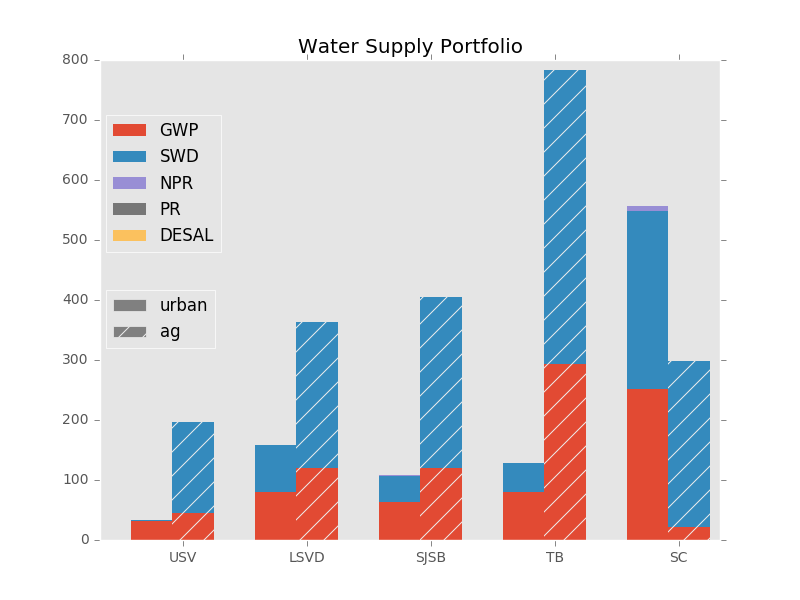 Water Supply Portfolio
800
700
600
500
400
300
200
100
0
GWP
SWD
NPR
PR
DESAL
urban
ag
USV LSVD SJSB TB SC